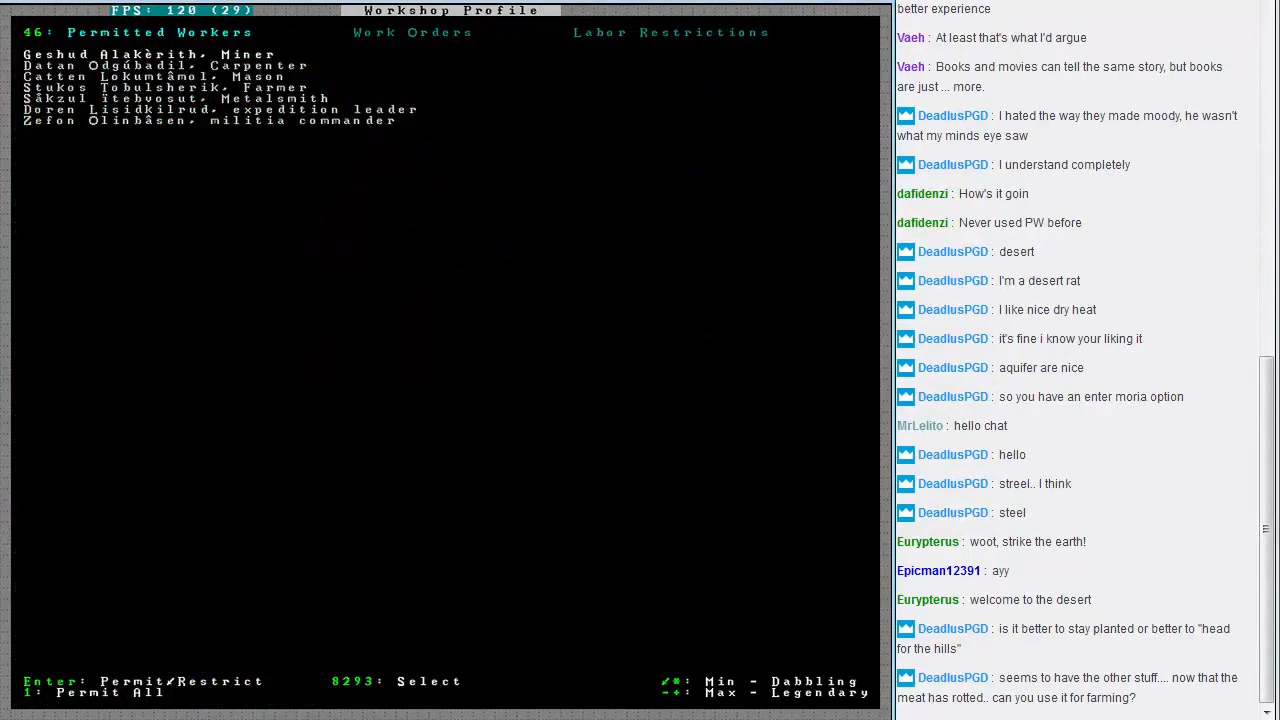 FPS: 120 (29)
Workshop Profile
46: Permitted Workers
Work Orders
Labor Restrictions
Geshud Alakèrith, Miner
Datan Odgúbadil, Carpenter
Catten Lokumtâmol, Mason
Stukos Tobulsherik, Farmer
Såkzul ïtebvosut, Metalsmith
Doren Lisidkilrud, expedition leader
Zefon Olinbâsen, militia commander
Enter: Permit/Restrict
8293: Select
/*: Min - Dabbling
1: Permit All
-+: Max - Legendary
better experience
Vaeh : At least that's what I'd argue
Vaeh : Books and movies can tell the same story, but books
are just ... more.
DeadlusPGD : I hated the way they made moody, he wasn't
what my minds eye saw
DeadlusPGD : I understand completely
dafidenzi : How's it goin
dafidenzi : Never used PW before
DeadlusPGD : desert
DeadlusPGD : I'm a desert rat
DeadlusPGD : I like nice dry heat
DeadlusPGD : it's fine i know your liking it
DeadlusPGD : aquifer are nice
DeadlusPGD : so you have an enter moria option
MrLelito : hello chat
DeadlusPGD : hello
DeadlusPGD : streel.. I think
DeadlusPGD : steel
Eurypterus : woot, strike the earth!
Epicman12391 : ayy
Eurypterus : welcome to the desert
DeadlusPGD : is it better to stay planted or better to "head
for the hills"
DeadlusPGD : seems to have the other stuff.... now that the
meat has rotted.. can you use it for farming?